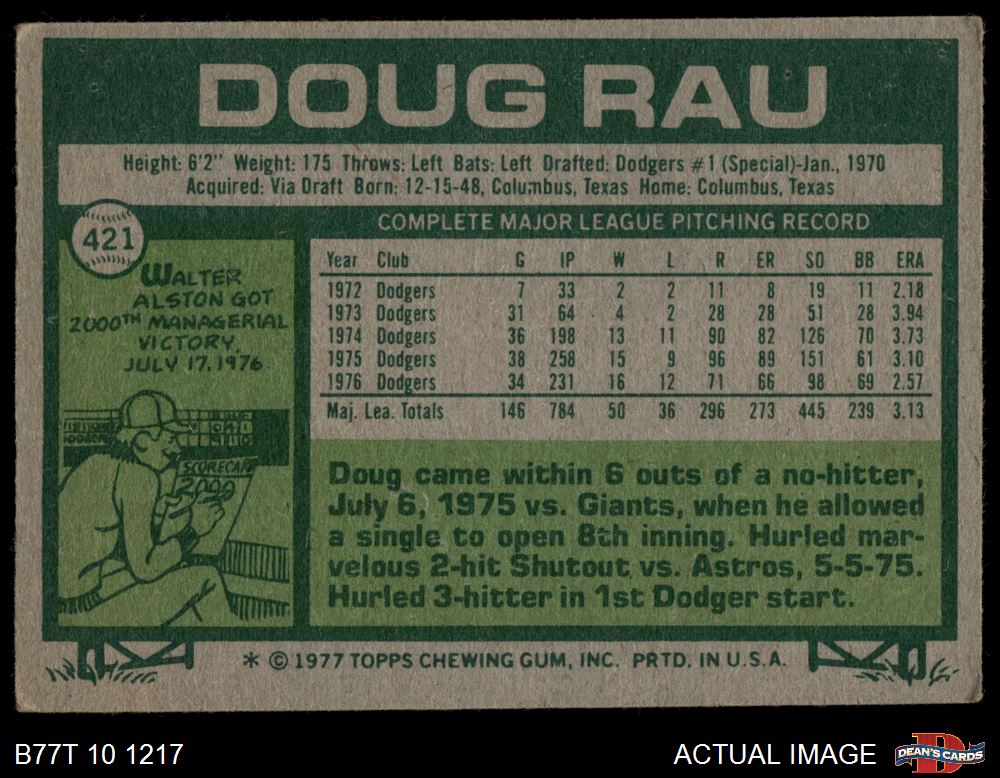 DOUG RAU
Height: 6'2" Weight: 175 Throws: Left Bats: Left Drafted: Dodgers #1 (Special)-Jan., 1970
Acquired: Via Draft Born: 12-15-48, Columbus, Texas Home: Columbus, Texas
421
WALTER
ALSTON GOT
2000TH MANAGERIAL
VICTORY,
JULY 17, 1976
SCORECARD
2000
COMPLETE MAJOR LEAGUE PITCHING RECORD
Year Club G IP W L R ER SO BB ERA
1972 Dodgers 7 33 2 2 11 8 19 11 2.18
1973 Dodgers 31 64 4 2 28 28 51 28 3.94
1974 Dodgers 36 198 13 11 90 82 126 70 3.73
1975 Dodgers 38 258 15 9 96 89 151 61 3.10
1976 Dodgers 34 231 16 12 71 66 98 69 2.57
Maj. Lea. Totals 146 784 50 36 296 273 445 239 3.13
Doug came within 6 outs of a no-hitter,
July 6, 1975 vs. Giants, when he allowed
a single to open 8th inning. Hurled mar-
velous 2-hit Shutout vs. Astros, 5-5-75.
Hurled 3-hitter in 1st Dodger start.
* © 1977 TOPPS CHEWING GUM, INC. PRTD. IN U.S.A.
B77T 10 1217
ACTUAL IMAGE
DEAN'S CARDS